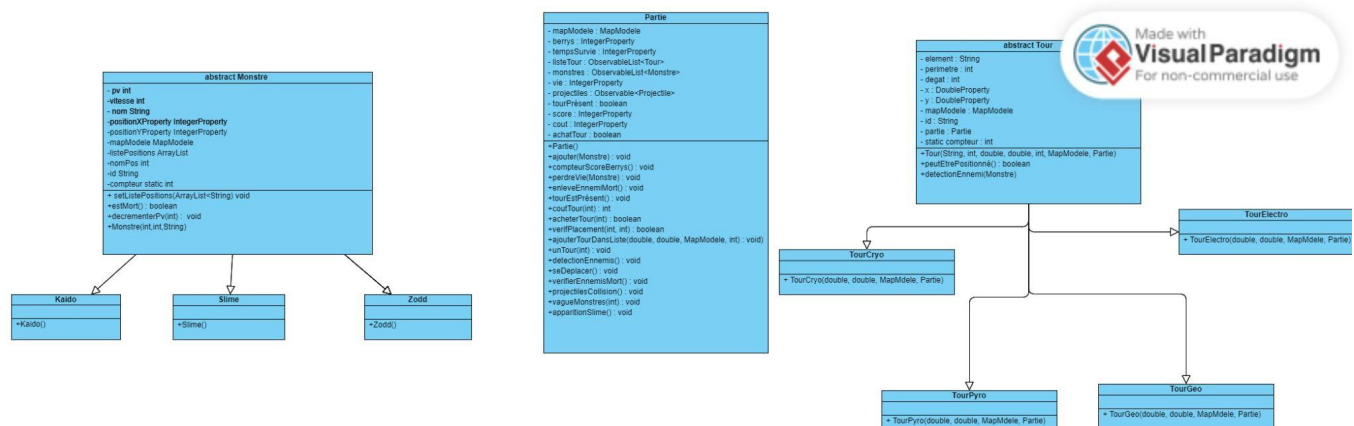 abstract Monstre
- pv int
-vitesse int
- nom String
-positionXProperty IntegerProperty
-positionYProperty IntegerProperty
-mapModele MapModele
-listePositions ArrayList
-nomPos int
-id String
-compteur static int
+ setListePositions(ArrayList<String) void
+estMort() : boolean
+decrementerPv(int) : void
+Monstre(int,int,String)
Kaido
+Kaido()
Slime
+Slime()
Zodd
+Zodd()
Partie
- mapModele : MapModele
- berrys : IntegerProperty
- tempsSurvie : IntegerProperty
- listeTour : ObservableList<Tour>
- monstres : ObservableList<Monstre>
- vie : IntegerProperty
- projectiles : Observable<Projectile>
- tourPrésent : boolean
- score : IntegerProperty
- cout : IntegerProperty
- achatTour : boolean
+Partie()
+ajouter(Monstre) : void
+compteurScoreBerrys() : void
+perdreVie(Monstre) : void
+enleveEnnemiMort() : void
+tourEstPrésent() : void
+coutTour(int) : int
+acheterTour(int) : boolean
+verifPlacement(int, int) : boolean
+ajouterTourDansListe(double, double, MapModele, int) : void)
+unTour(int) : void
+detectionEnnemis() : void
+seDeplacer() : void
+verifierEnnemisMort() : void
+projectilesCollision() : void
+vagueMonstres(int) : void
+apparitionSlime() : void
abstract Tour
- element : String
- perimetre : int
- degat : int
- x : DoubleProperty
- y : DoubleProperty
- mapModele : MapModele
- id : String
- partie : Partie
- static compteur : int
+Tour(String, int, double, double, int, MapModele, Partie)
+peutEtrePositionné() : boolean
+detectionEnnemi(Monstre)
Made with
Visual Paradigm
For non-commercial use
TourElectro
+ TourElectro(double, double, MapMdele, Partie)
TourCryo
+ TourCryo(double, double, MapMdele, Partie)
TourPyro
+ TourPyro(double, double, MapMdele, Partie)
TourGeo
+ TourGeo(double, double, MapMdele, Partie)